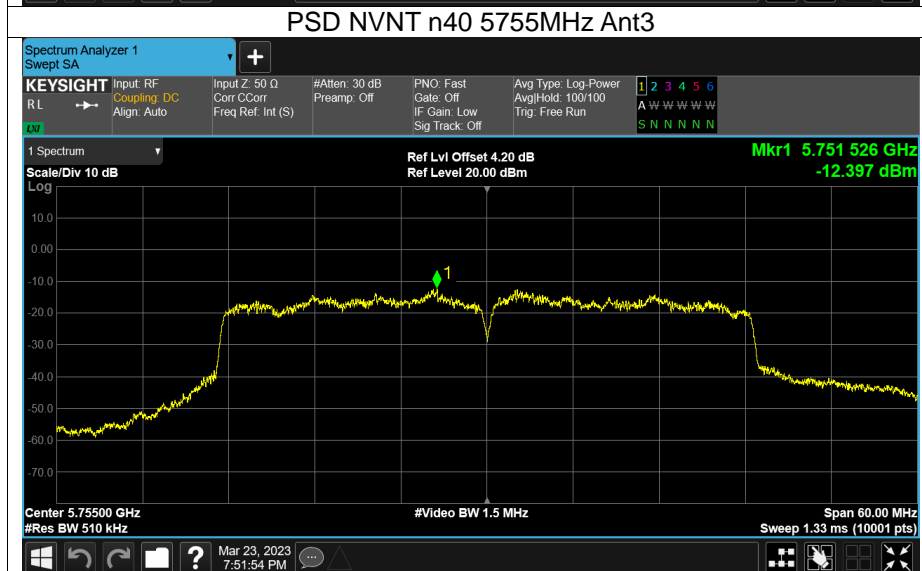 PSD NVNT n40 5755MHz Ant3
Spectrum Analyzer 1
Swept SA
+
KEYSIGHT Input: RF Input Z: 50 Ω #Atten: 30 dB PNO: Fast Avg Type: Log-Power 1 2 3 4 5 6
RL Coupling: DC Corr CCorr Preamp: Off Gate: Off Avg|Hold: 100/100 A W W W W W
Align: Auto Freq Ref: Int (S) IF Gain: Low Trig: Free Run
LXI Sig Track: Off S N N N N N
1 Spectrum Ref Lvl Offset 4.20 dB Mkr1 5.751 526 GHz
Scale/Div 10 dB Ref Level 20.00 dBm -12.397 dBm
Log
10.0
0.00
1
-10.0
-20.0
-30.0
-40.0
-50.0
-60.0
-70.0
Center 5.75500 GHz #Video BW 1.5 MHz Span 60.00 MHz
#Res BW 510 kHz Sweep 1.33 ms (10001 pts)
? Mar 23, 2023
7:51:54 PM